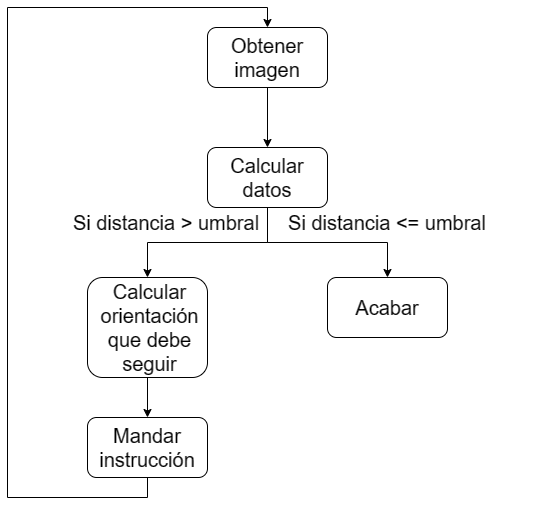 Obtener
imagen
Calcular
datos
Si distancia > umbral
Si distancia <= umbral
Calcular
orientación
que debe
seguir
Acabar
Mandar
instrucción